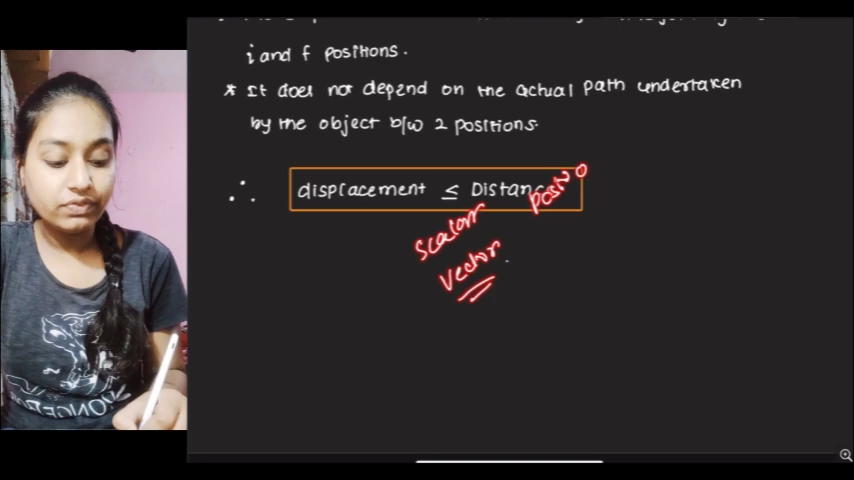 i and f positions.
* It does not depend on the actual path undertaken
by the object b/w 2 positions.
∴ displacement ≤ Distance
scalar
vector